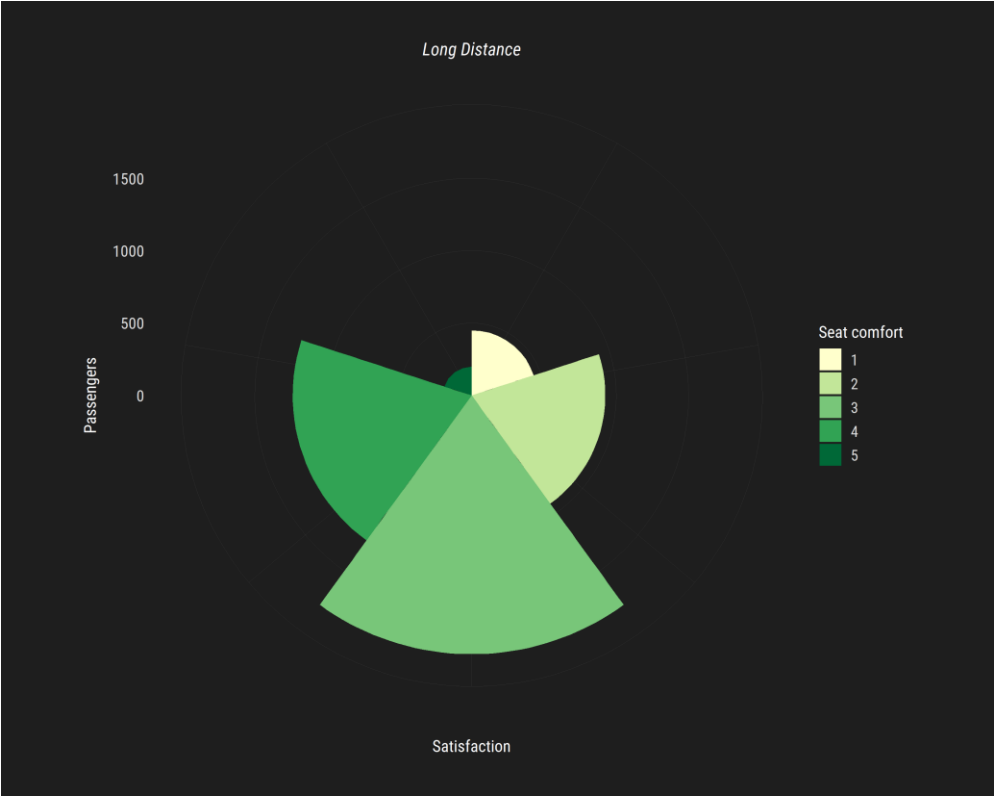 Long Distance
1500
1000
500
0
Passengers
Satisfaction
Seat comfort
1
2
3
4
5